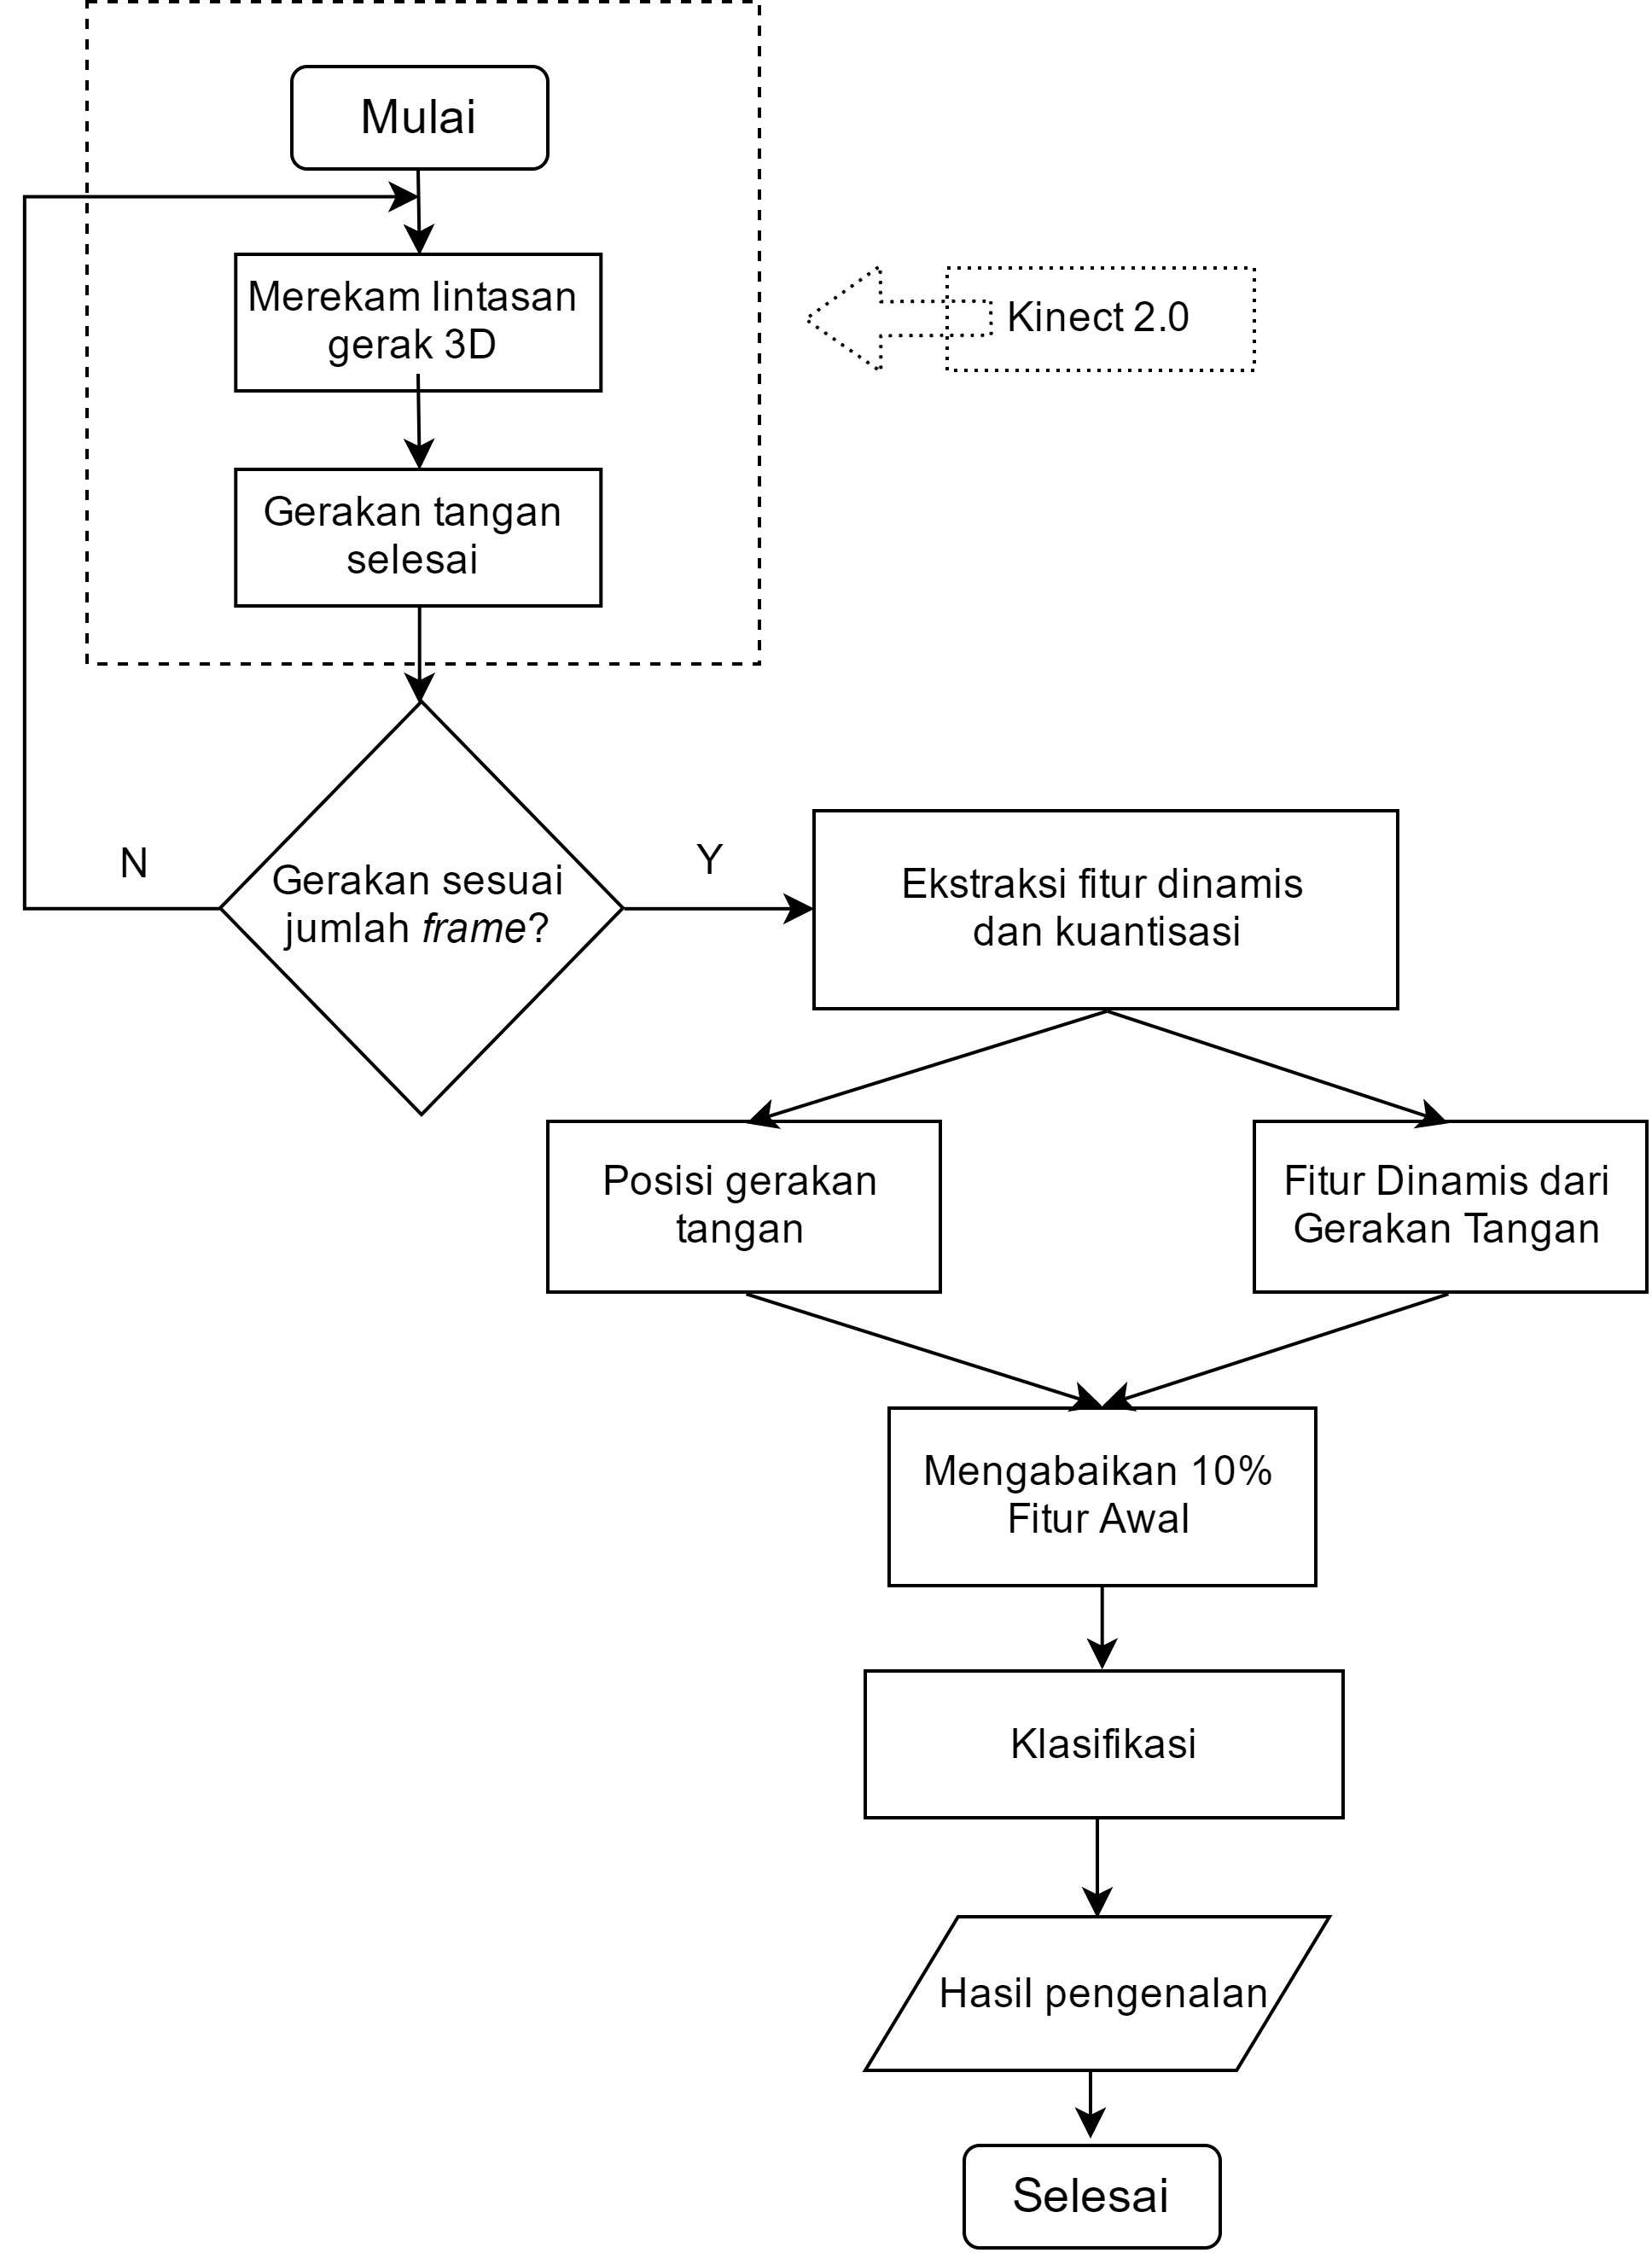 Mulai
Merekam lintasan
gerak 3D
Kinect 2.0
Gerakan tangan
selesai
Gerakan sesuai
jumlah frame?
N
Y
Ekstraksi fitur dinamis
dan kuantisasi
Posisi gerakan
tangan
Fitur Dinamis dari
Gerakan Tangan
Mengabaikan 10%
Fitur Awal
Klasifikasi
Hasil pengenalan
Selesai